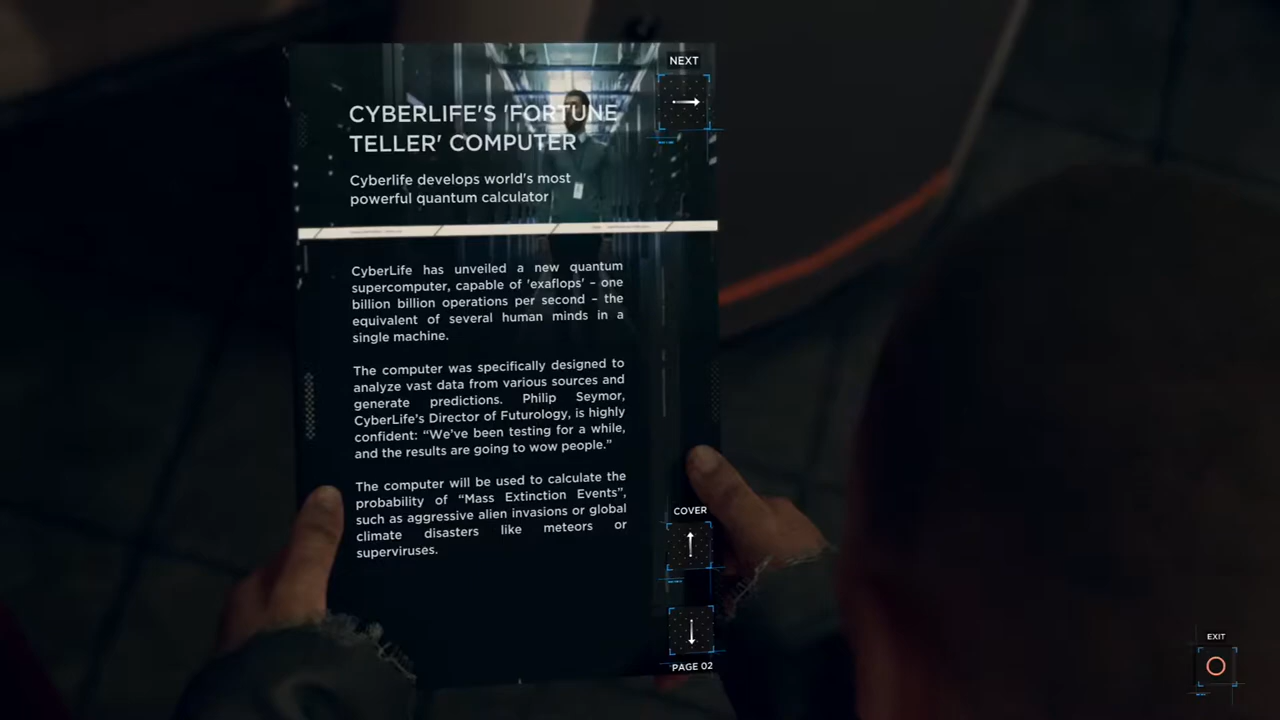 NEXT
CYBERLIFE'S 'FORTUNE
TELLER' COMPUTER
Cyberlife develops world's most
powerful quantum calculator
CyberLife has unveiled a new quantum
supercomputer, capable of 'exaflops' – one
billion billion operations per second – the
equivalent of several human minds in a
single machine.
The computer was specifically designed to
analyze vast data from various sources and
generate predictions. Philip Seymor,
CyberLife's Director of Futurology, is highly
confident: “We've been testing for a while,
and the results are going to wow people.”
The computer will be used to calculate the
probability of “Mass Extinction Events”,
such as aggressive alien invasions or global
climate disasters like meteors or
superviruses.
COVER
PAGE 02
EXIT